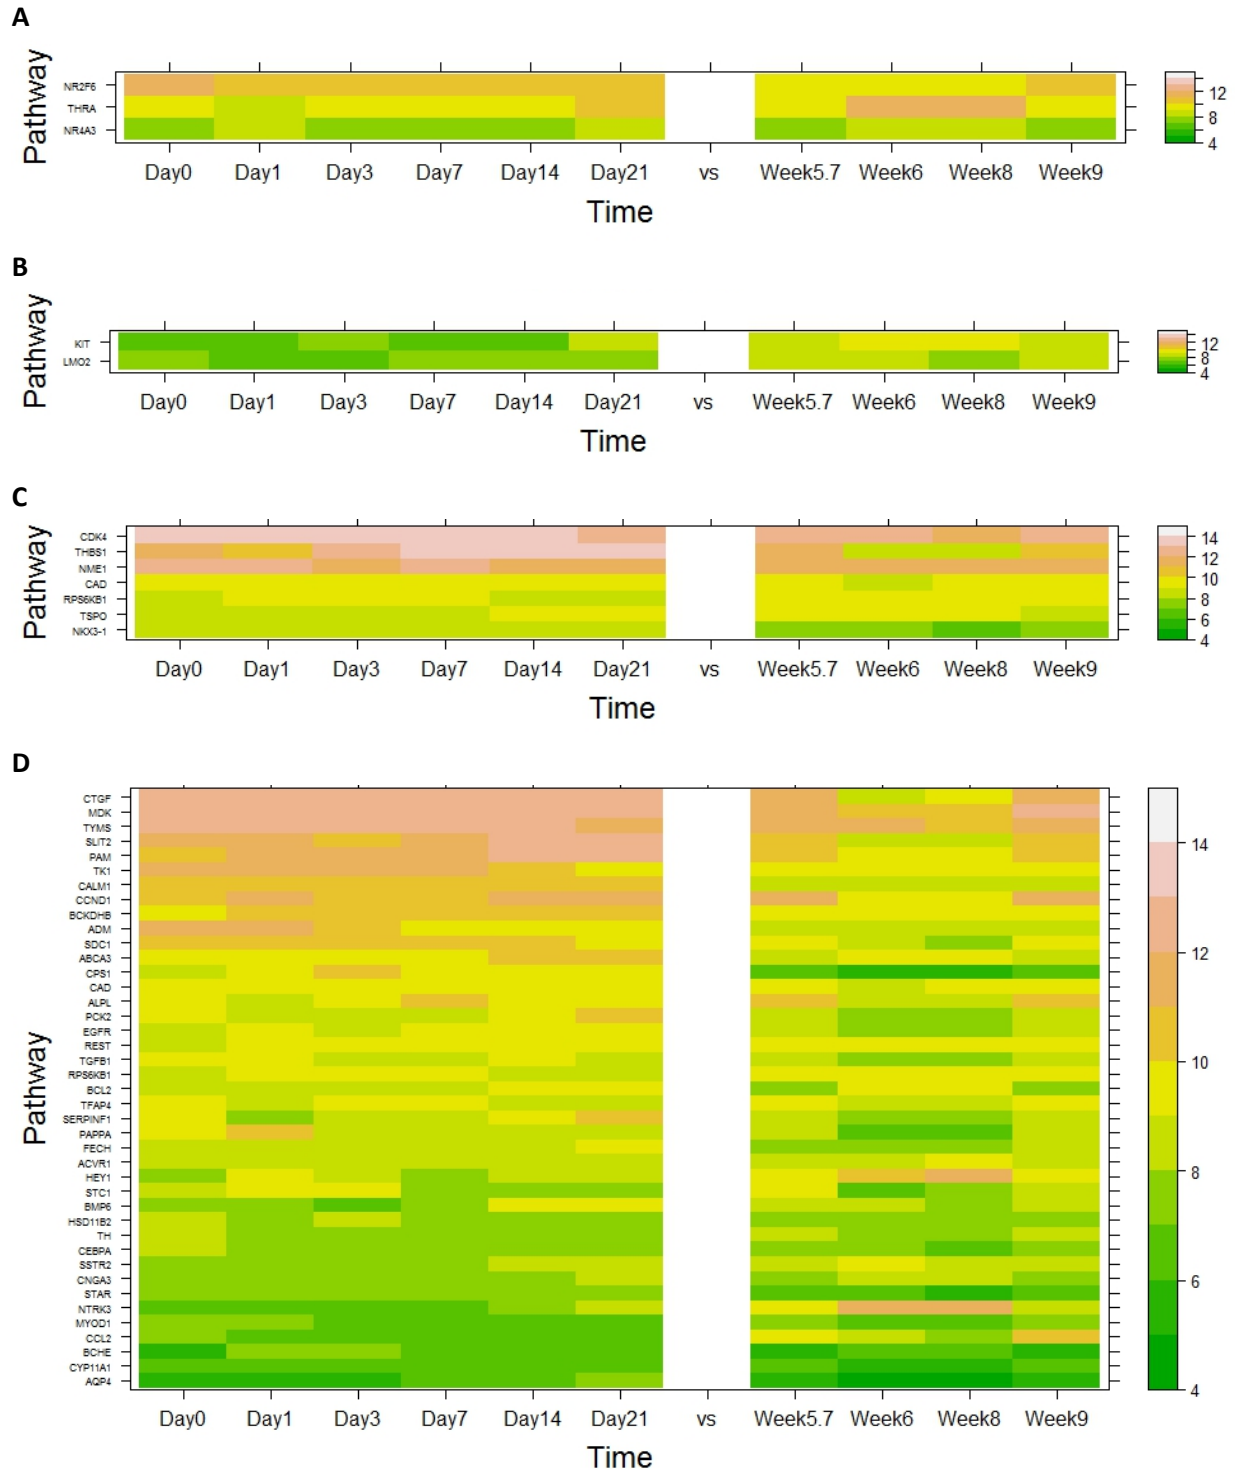 A
Pathway
NR2F6
THRA
NR4A3
12
8
4
Day0 Day1 Day3 Day7 Day14 Day21 vs Week5.7 Week6 Week8 Week9
Time
B
Pathway
KIT
LMO2
12
8
4
Day0 Day1 Day3 Day7 Day14 Day21 vs Week5.7 Week6 Week8 Week9
Time
C
Pathway
CDK4
THBS1
NME1
CAD
RPS6KB1
TSPO
NKX3-1
14
12
10
8
6
4
Day0 Day1 Day3 Day7 Day14 Day21 vs Week5.7 Week6 Week8 Week9
Time
D
Pathway
CTGF
MDK
TYMS
SLIT2
PAM
TK1
CALM1
CCND1
BCKDHB
ADM
SDC1
ABCA3
CPS1
CAD
ALPL
PCK2
EGFR
REST
TGFB1
RPS6KB1
BCL2
TFAP4
SERPINF1
PAPPA
FECH
ACVR1
HEY1
STC1
BMP6
HSD11B2
TH
CEBPA
SSTR2
CNGA3
STAR
NTRK3
MYOD1
CCL2
BCHE
CYP11A1
AQP4
14
12
10
8
6
4
Day0 Day1 Day3 Day7 Day14 Day21 vs Week5.7 Week6 Week8 Week9
Time